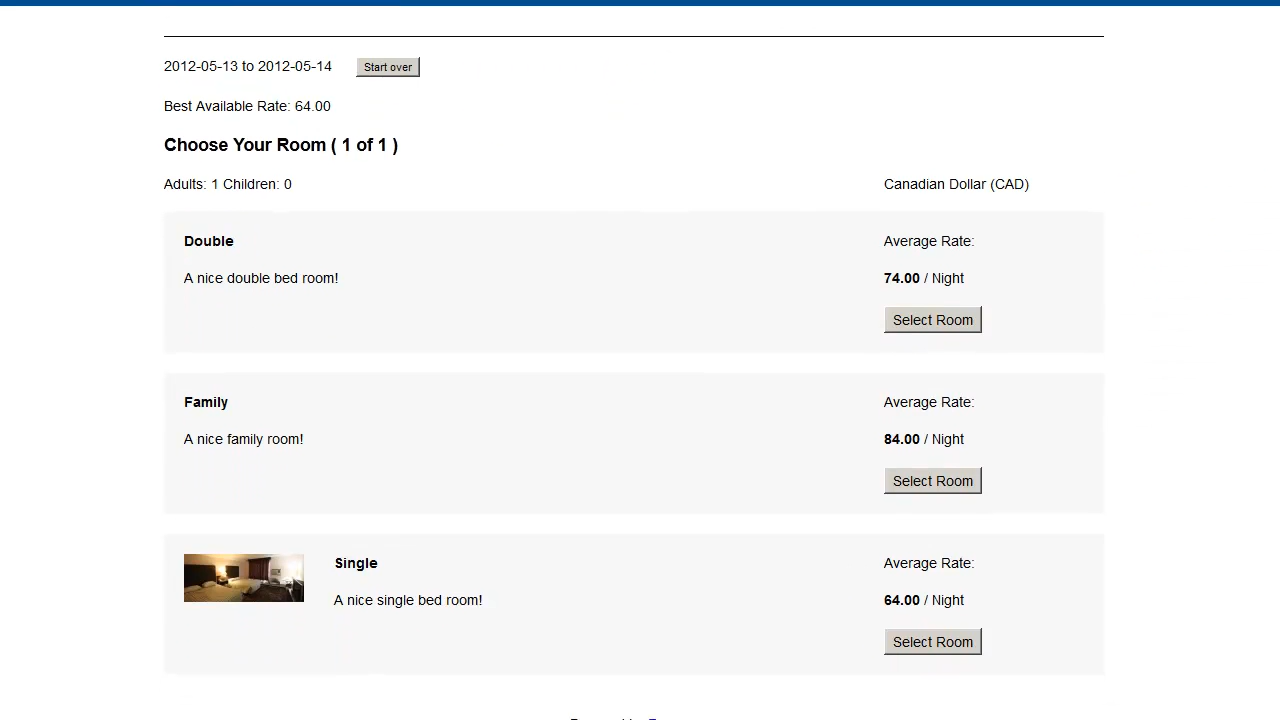 2012-05-13 to 2012-05-14 Start over
Best Available Rate: 64.00
Choose Your Room ( 1 of 1 )
Adults: 1 Children: 0 Canadian Dollar (CAD)
Double Average Rate:
A nice double bed room! 74.00 / Night
Select Room
Family Average Rate:
A nice family room! 84.00 / Night
Select Room
Single Average Rate:
A nice single bed room! 64.00 / Night
Select Room